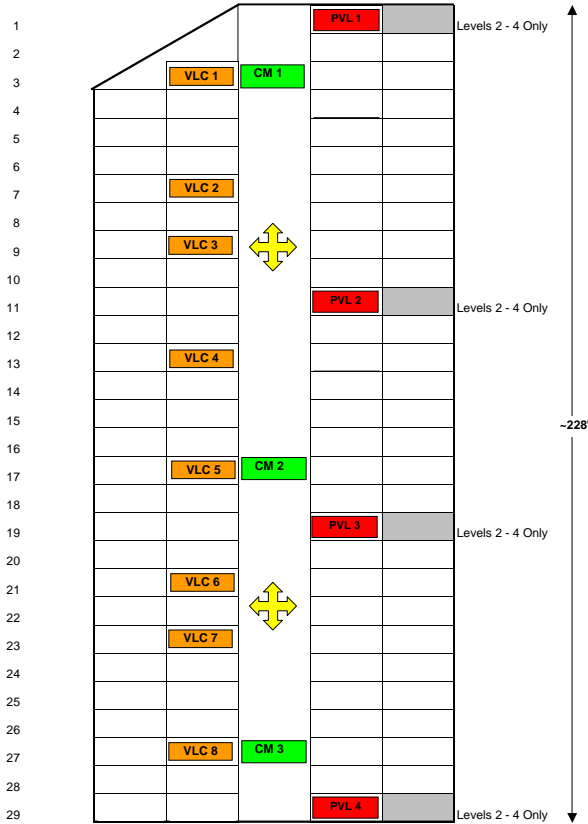 1 PVL 1 Levels 2 - 4 Only
2
3 VLC 1 CM 1
4
5
6
7 VLC 2
8
9 VLC 3
10
11 PVL 2 Levels 2 - 4 Only
12
13 VLC 4
14
15
~228'
16
17 VLC 5 CM 2
18
19 PVL 3 Levels 2 - 4 Only
20
21 VLC 6
22
23 VLC 7
24
25
26
27 VLC 8 CM 3
28
29 PVL 4 Levels 2 - 4 Only